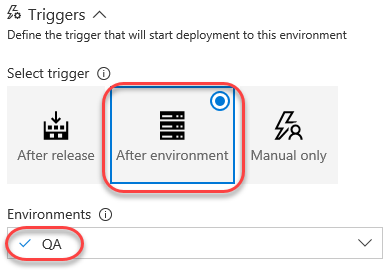 Triggers
Define the trigger that will start deployment to this environment
Select trigger
After release After environment Manual only
Environments
QA